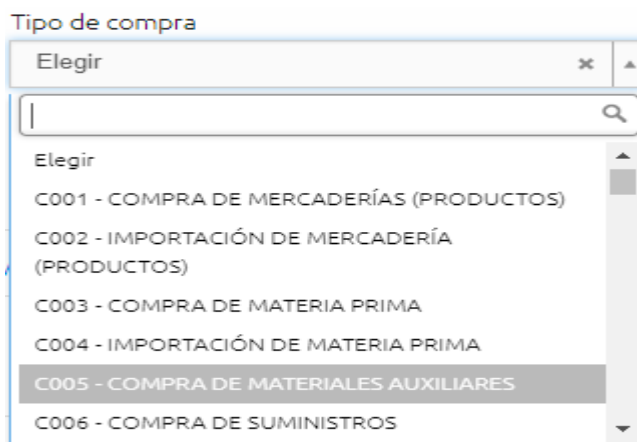 Tipo de compra
Elegir
Elegir
C001 - COMPRA DE MERCADERÍAS (PRODUCTOS)
C002 - IMPORTACIÓN DE MERCADERÍA
(PRODUCTOS)
C003 - COMPRA DE MATERIA PRIMA
C004 - IMPORTACIÓN DE MATERIA PRIMA
C005 - COMPRA DE MATERIALES AUXILIARES
C006 - COMPRA DE SUMINISTROS